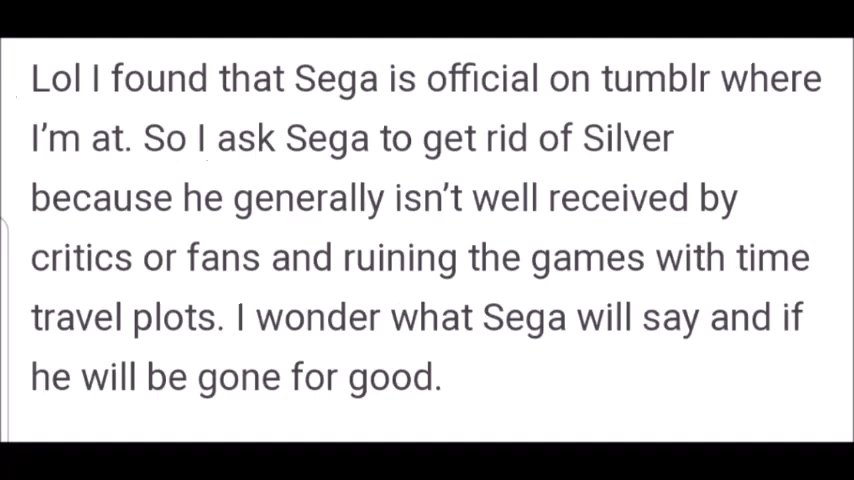 Lol I found that Sega is official on tumblr where
I'm at. So I ask Sega to get rid of Silver
because he generally isn't well received by
critics or fans and ruining the games with time
travel plots. I wonder what Sega will say and if
he will be gone for good.